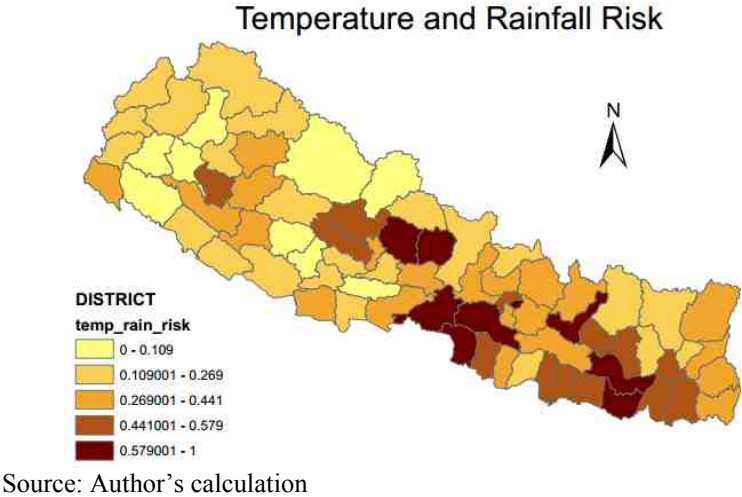 Temperature and Rainfall Risk
N
DISTRICT
temp_rain_risk
0 - 0.109
0.109001 - 0.269
0.269001 - 0.441
0.441001 - 0.579
0.579001 - 1
Source: Author’s calculation